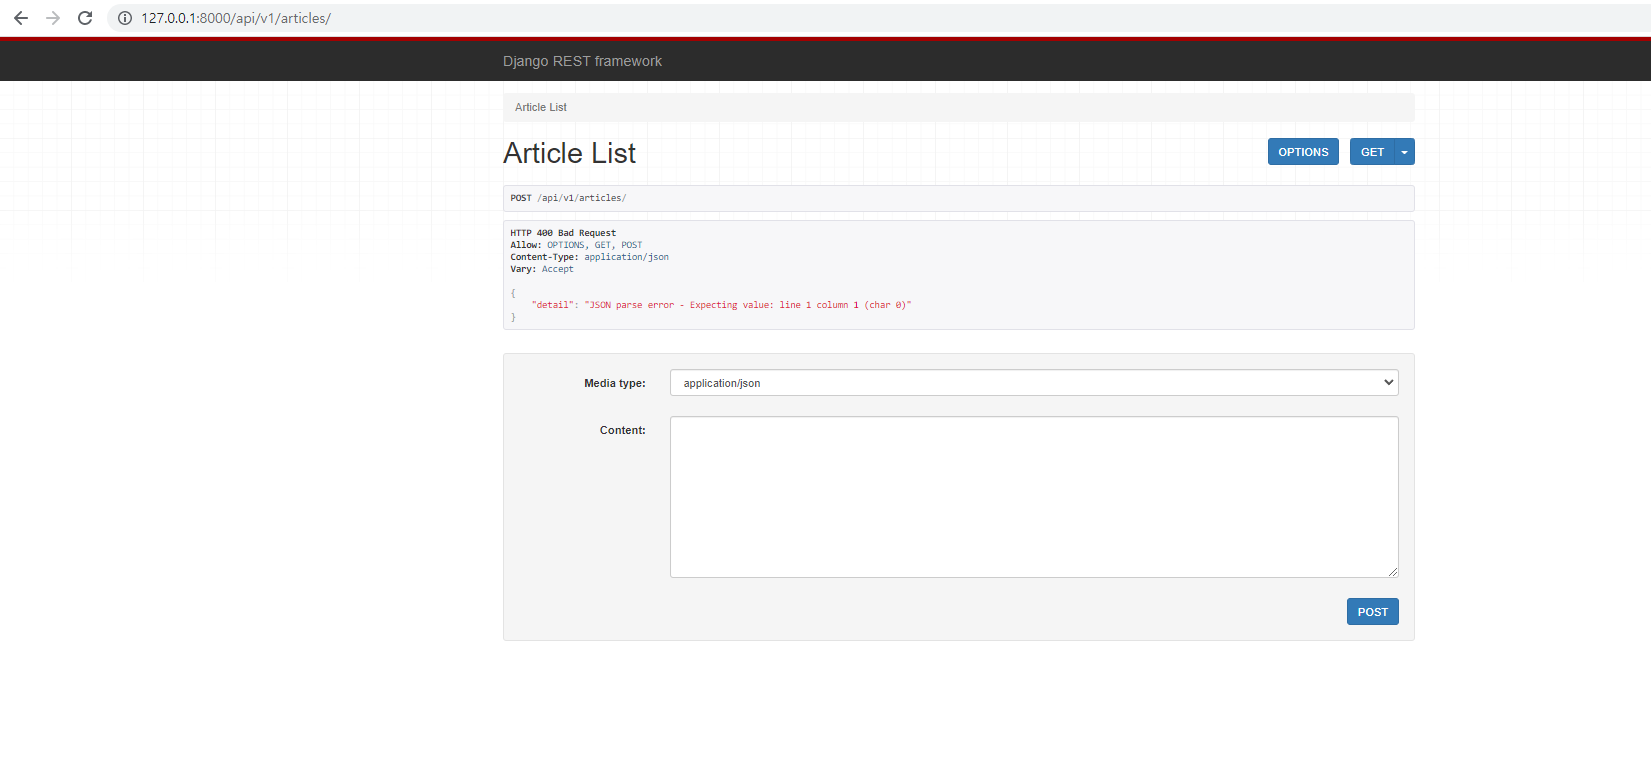 127.0.0.1:8000/api/v1/articles/
Django REST framework
Article List
Article List
OPTIONS
GET
POST /api/v1/articles/
HTTP 400 Bad Request
Allow: OPTIONS, GET, POST
Content-Type: application/json
Vary: Accept
{
"detail": "JSON parse error - Expecting value: line 1 column 1 (char 0)"
}
Media type:
application/json
Content:
POST